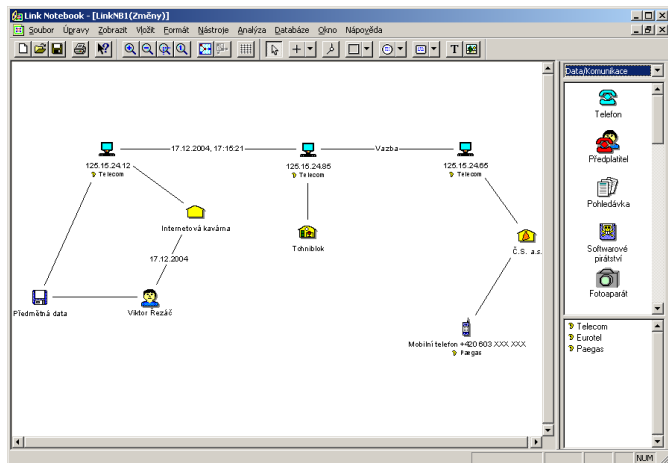 Link Notebook - [LinkNB1(Změny)]
Soubor Úpravy Zobrazit Vložit Formát Nástroje Analýza Databáze Okno Nápověda
T
Data/Komunikace
Telefon
Předplatitel
Pohledávka
Softwarové
pirátství
Fotoaparát
17.12.2004, 17:15:21
Vazba
125.15.24.12
Telecom
125.15.24.85
Telecom
125.15.24.65
Telecom
Internetová kavárna
Tohniblok
Č.S. a.s.
17.12.2004
Předmětná data
Viktor Rezáč
Mobilní telefon +420 603 XXX XXX
Paegas
Telecom
Eurotel
Paegas
NUM